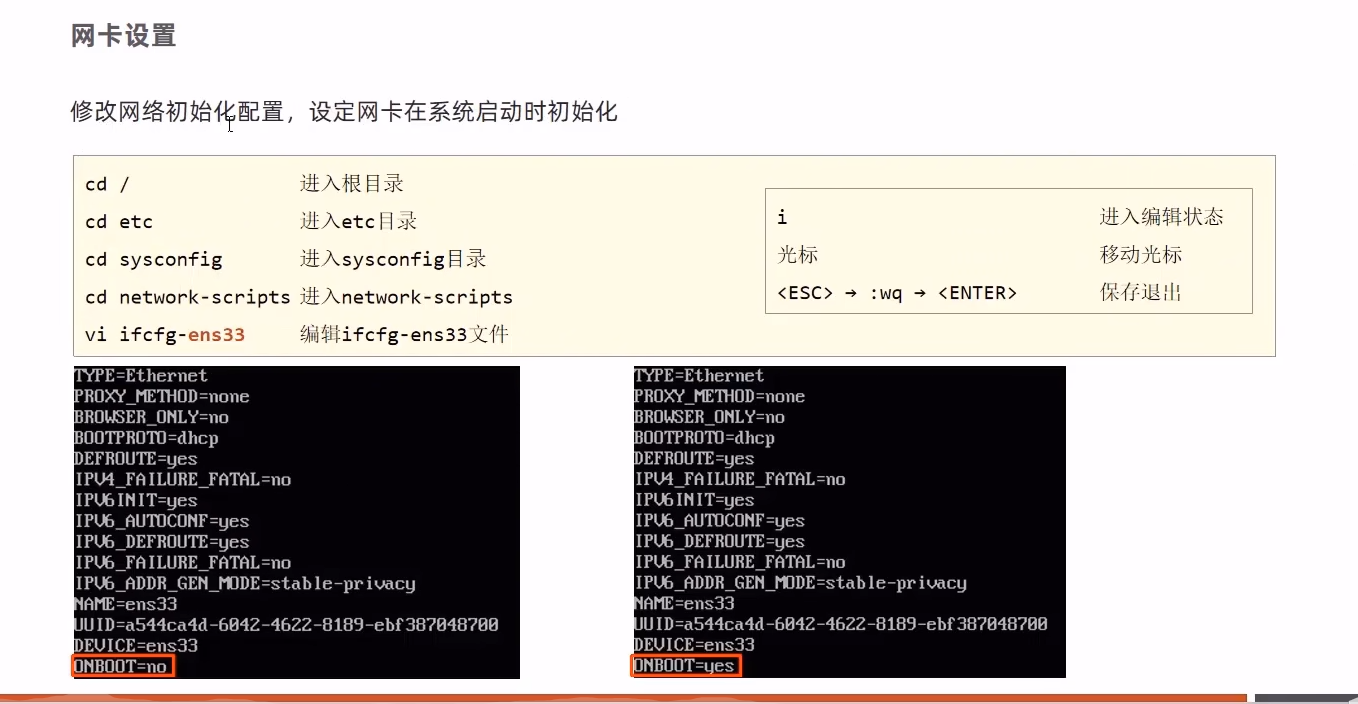 网卡设置
修改网络初始化配置，设定网卡在系统启动时初始化
cd / 进入根目录
cd etc 进入etc目录
cd sysconfig 进入sysconfig目录
cd network-scripts 进入network-scripts
vi ifcfg-ens33 编辑ifcfg-ens33文件
i 进入编辑状态
光标 移动光标
<ESC> → :wq → <ENTER> 保存退出
TYPE=Ethernet
PROXY_METHOD=none
BROWSER_ONLY=no
BOOTPROTO=dhcp
DEFROUTE=yes
IPV4_FAILURE_FATAL=no
IPV6INIT=yes
IPV6_AUTOCONF=yes
IPV6_DEFROUTE=yes
IPV6_FAILURE_FATAL=no
IPV6_ADDR_GEN_MODE=stable-privacy
NAME=ens33
UUID=a544ca4d-6042-4622-8189-ebf387048700
DEVICE=ens33
ONBOOT=no
TYPE=Ethernet
PROXY_METHOD=none
BROWSER_ONLY=no
BOOTPROTO=dhcp
DEFROUTE=yes
IPV4_FAILURE_FATAL=no
IPV6INIT=yes
IPV6_AUTOCONF=yes
IPV6_DEFROUTE=yes
IPV6_FAILURE_FATAL=no
IPV6_ADDR_GEN_MODE=stable-privacy
NAME=ens33
UUID=a544ca4d-6042-4622-8189-ebf387048700
DEVICE=ens33
ONBOOT=yes